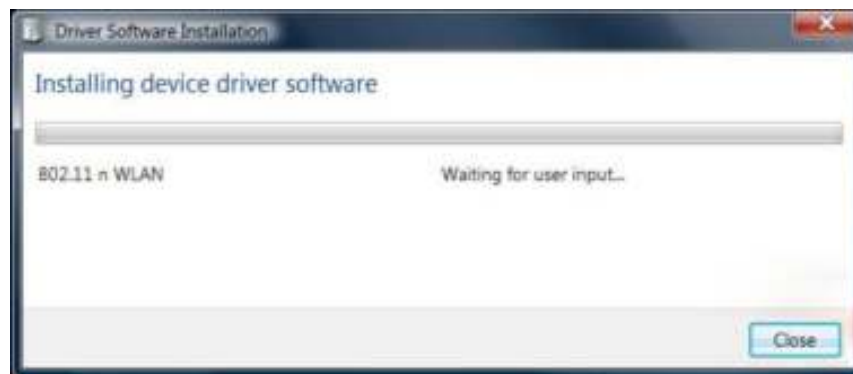 Driver Software Installation
Installing device driver software
802.11 n WLAN Waiting for user input...
Close